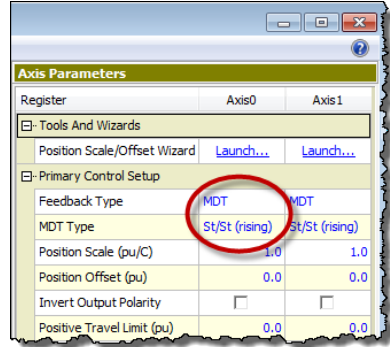 Axis Parameters
Register Axis0 Axis1
Tools And Wizards
Position Scale/Offset Wizard Launch... Launch...
Primary Control Setup
Feedback Type MDT MDT
MDT Type St/St (rising) St/St (rising)
Position Scale (pu/C) 1.0 1.0
Position Offset (pu) 0.0 0.0
Invert Output Polarity
Positive Travel Limit (pu) 0.0 0.0